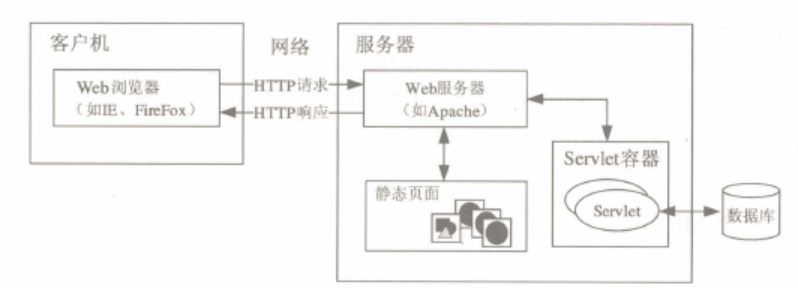 客户机
网络
服务器
Web浏览器
（如IE、FireFox）
HTTP请求
HTTP响应
Web服务器
（如Apache）
Servlet容器
静态页面
Servlet
数据库